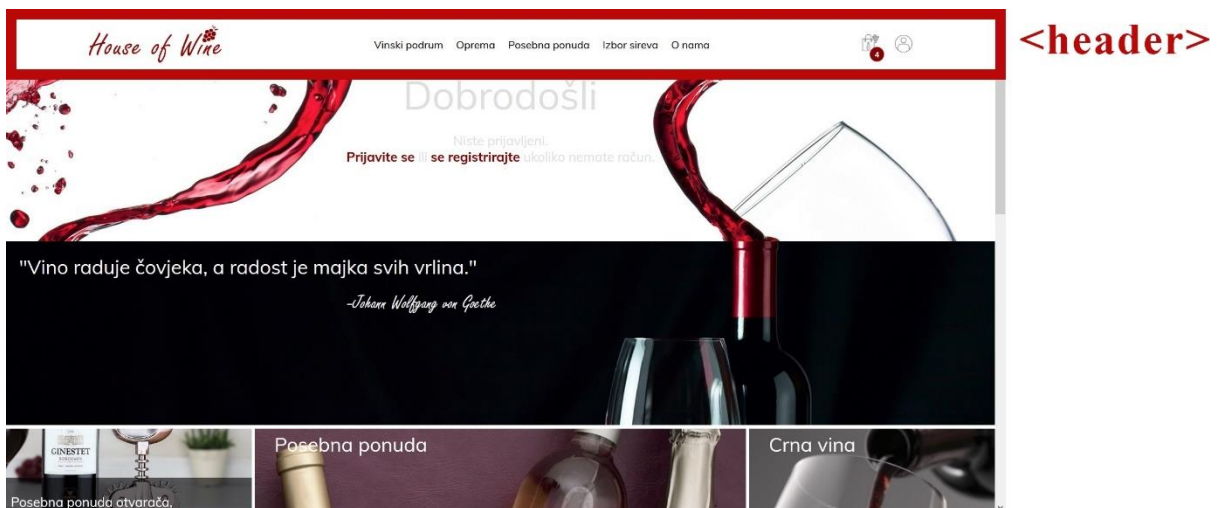 House of Wine
Vinski podrum Oprema Posebna ponuda Izbor sireva O nama
4
<header>
Dobrodošli
Niste prijavljeni.
Prijavite se ili se registrirajte ukoliko nemate račun.
"Vino raduje čovjeka, a radost je majka svih vrlina."
-Johann Wolfgang von Goethe
GINESTET
BORDEAUX
Posebna ponuda
Crna vina
Posebna ponuda otvarača,